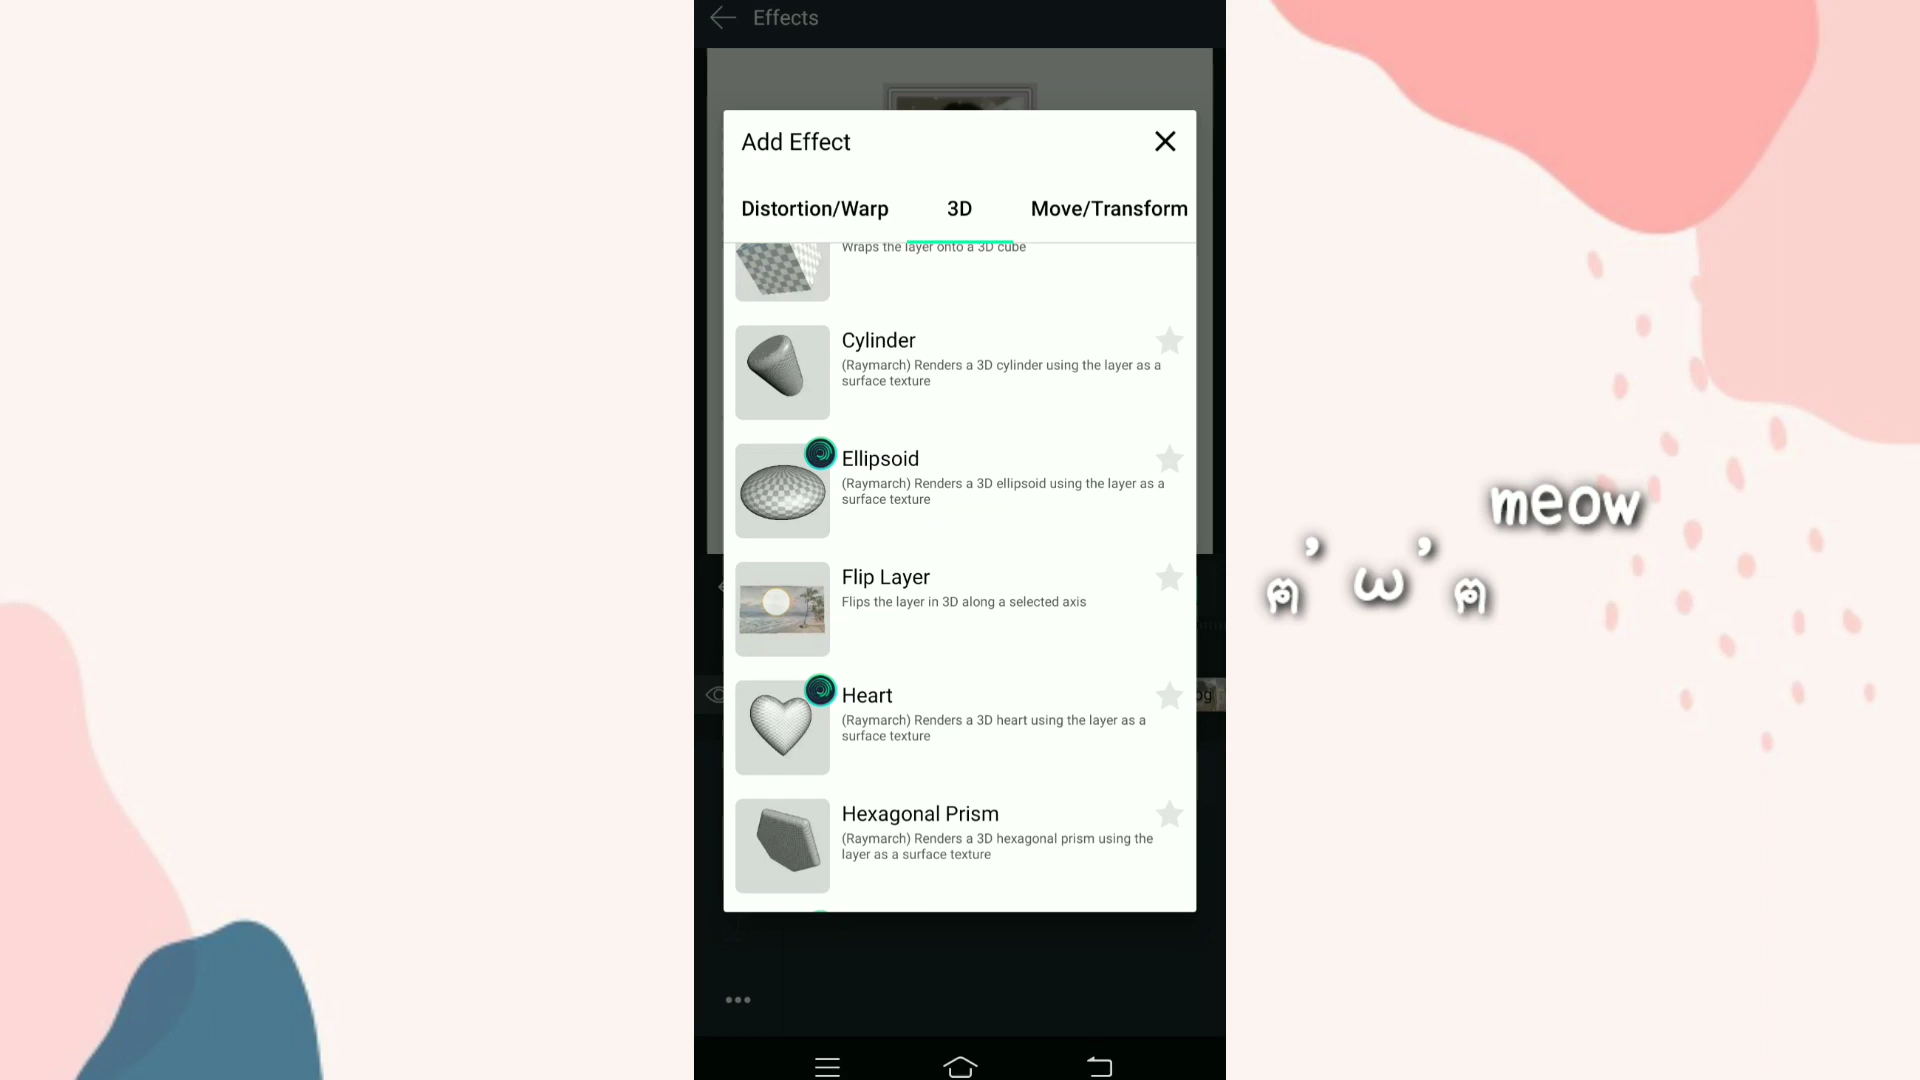 Effects
Add Effect
Distortion/Warp
3D
Move/Transform
Wraps the layer onto a 3D cube
Cylinder
(Raymarch) Renders a 3D cylinder using the layer as a
surface texture
Ellipsoid
(Raymarch) Renders a 3D ellipsoid using the layer as a
surface texture
Flip Layer
Flips the layer in 3D along a selected axis
Heart
(Raymarch) Renders a 3D heart using the layer as a
surface texture
Hexagonal Prism
(Raymarch) Renders a 3D hexagonal prism using the
layer as a surface texture
meow
ฅ ’ ω ’ ฅ